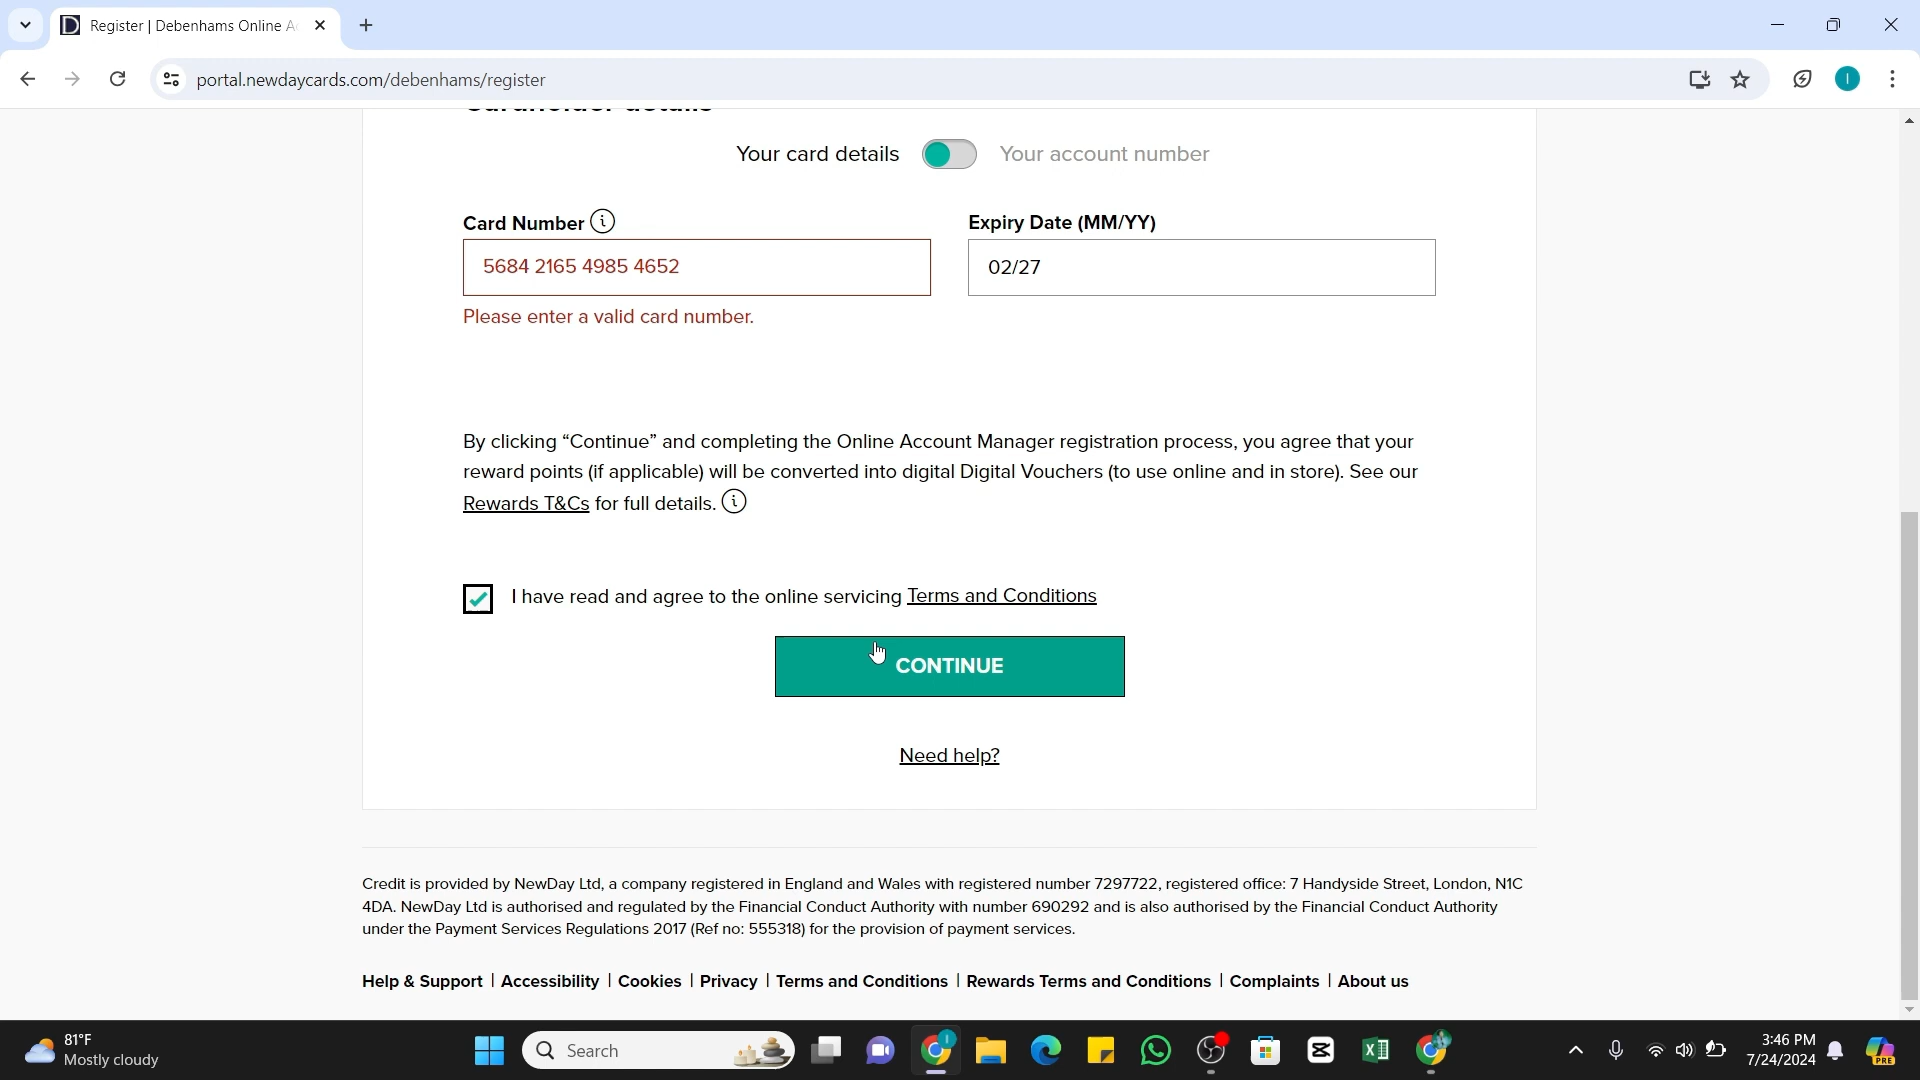 Register | Debenhams Online A
portal.newdaycards.com/debenhams/register
Cardholder details
Your card details
Your account number
Card Number
Expiry Date (MM/YY)
5684 2165 4985 4652
02/27
Please enter a valid card number.
By clicking “Continue” and completing the Online Account Manager registration process, you agree that your
reward points (if applicable) will be converted into digital Digital Vouchers (to use online and in store). See our
Rewards T&Cs for full details.
I have read and agree to the online servicing Terms and Conditions
CONTINUE
Need help?
Credit is provided by NewDay Ltd, a company registered in England and Wales with registered number 7297722, registered office: 7 Handyside Street, London, N1C
4DA. NewDay Ltd is authorised and regulated by the Financial Conduct Authority with number 690292 and is also authorised by the Financial Conduct Authority
under the Payment Services Regulations 2017 (Ref no: 555318) for the provision of payment services.
Help & Support | Accessibility | Cookies | Privacy | Terms and Conditions | Rewards Terms and Conditions | Complaints | About us
81°F
Mostly cloudy
Search
3:46 PM
7/24/2024
PRE